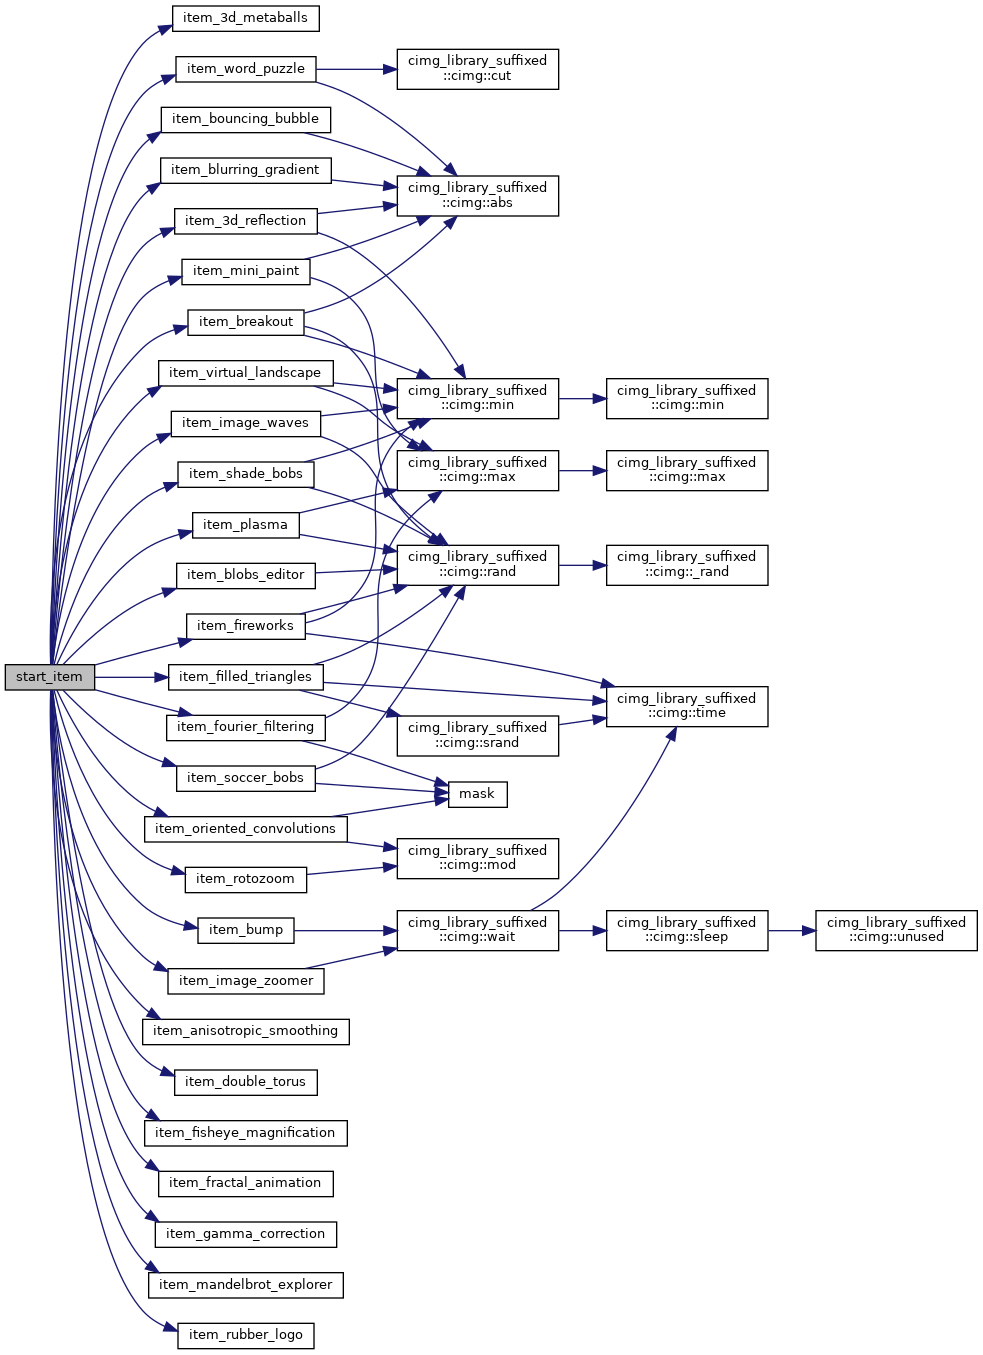 start_item
item_3d_metaballs
item_word_puzzle
item_bouncing_bubble
item_blurring_gradient
item_3d_reflection
item_mini_paint
item_breakout
item_virtual_landscape
item_image_waves
item_shade_bobs
item_plasma
item_blobs_editor
item_fireworks
item_filled_triangles
item_fourier_filtering
item_soccer_bobs
item_oriented_convolutions
item_rotozoom
item_bump
item_image_zoomer
item_anisotropic_smoothing
item_double_torus
item_fisheye_magnification
item_fractal_animation
item_gamma_correction
item_mandelbrot_explorer
item_rubber_logo
cimg_library_suffixed
::cimg::cut
cimg_library_suffixed
::cimg::abs
cimg_library_suffixed
::cimg::min
cimg_library_suffixed
::cimg::max
cimg_library_suffixed
::cimg::rand
cimg_library_suffixed
::cimg::srand
mask
cimg_library_suffixed
::cimg::mod
cimg_library_suffixed
::cimg::wait
cimg_library_suffixed
::cimg::min
cimg_library_suffixed
::cimg::max
cimg_library_suffixed
::cimg::_rand
cimg_library_suffixed
::cimg::time
cimg_library_suffixed
::cimg::sleep
cimg_library_suffixed
::cimg::unused